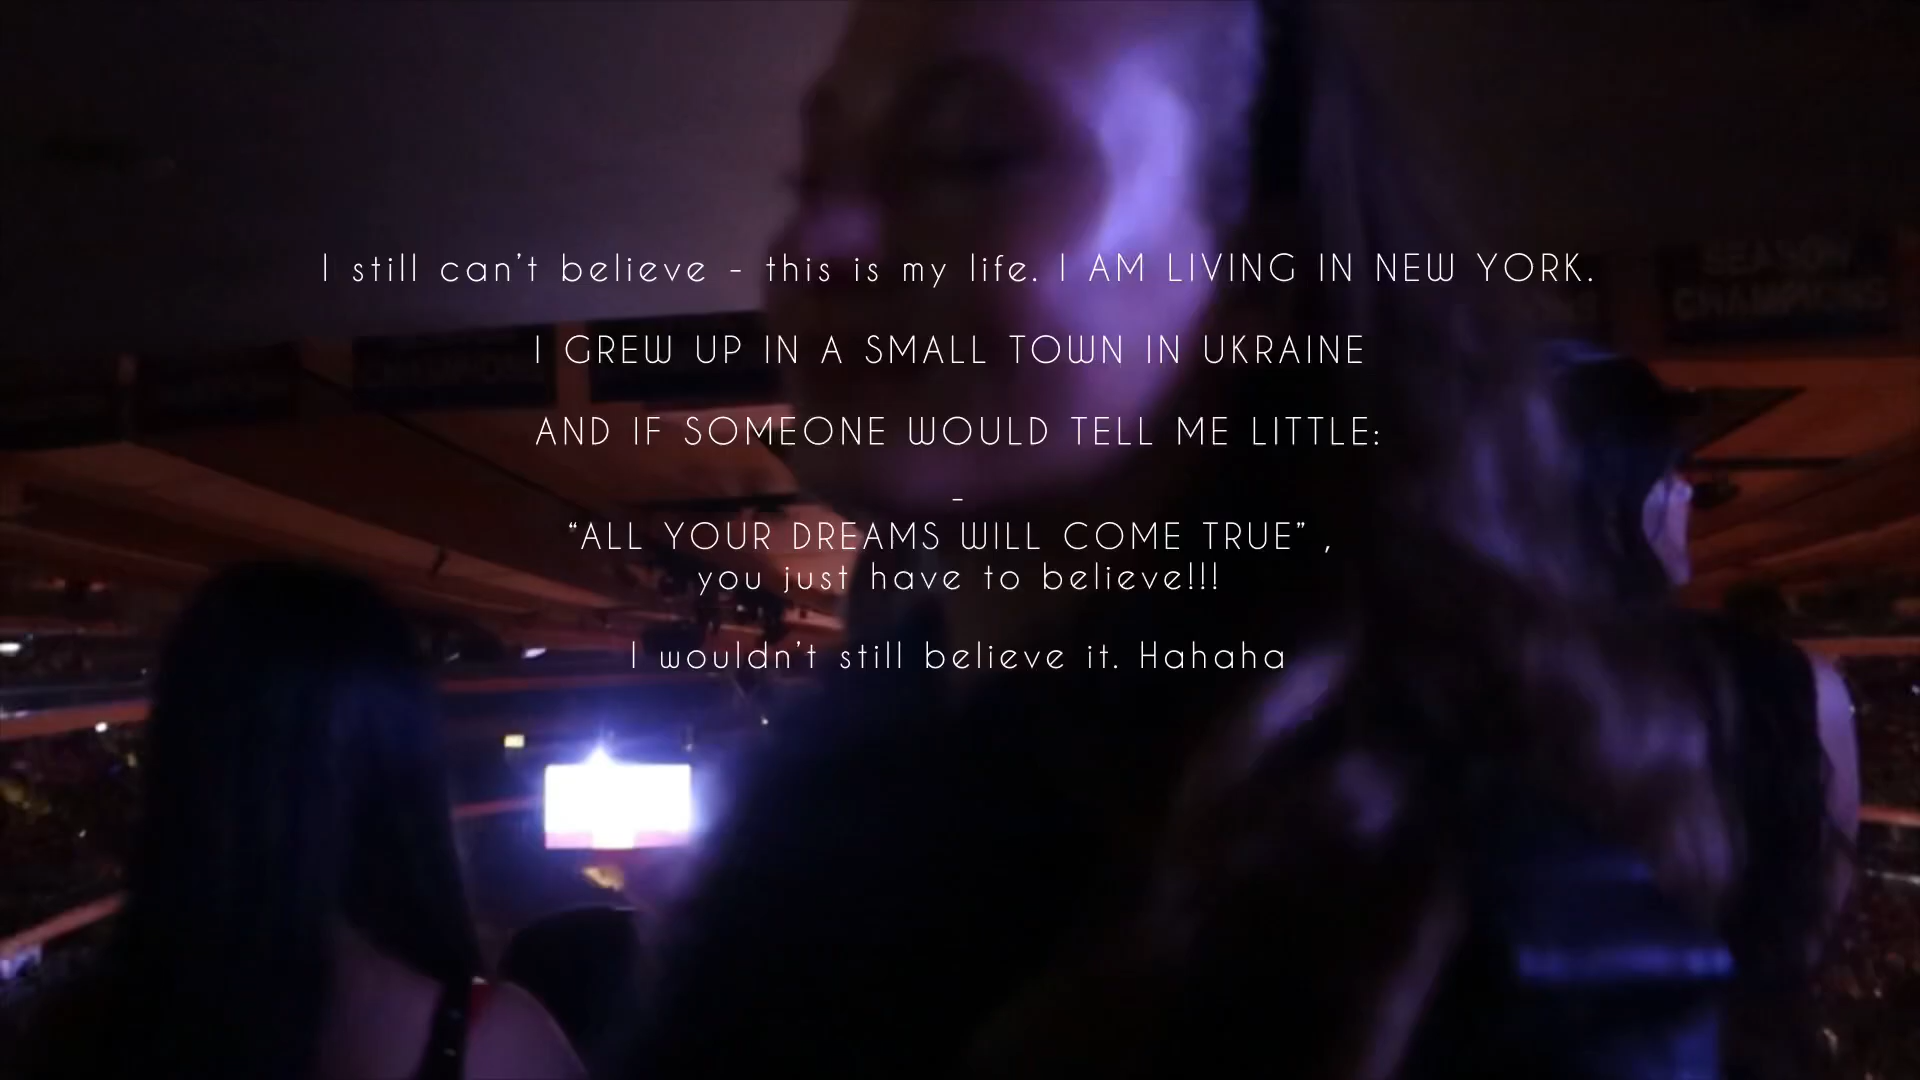 I still can't believe - this is my life. I AM LIVING IN NEW YORK.
I GREW UP IN A SMALL TOWN IN UKRAINE
AND IF SOMEONE WOULD TELL ME LITTLE:
-
“ALL YOUR DREAMS WILL COME TRUE” ,
you just have to believe!!!
I wouldn't still believe it. Hahaha
SEASON
CHAMPIONS